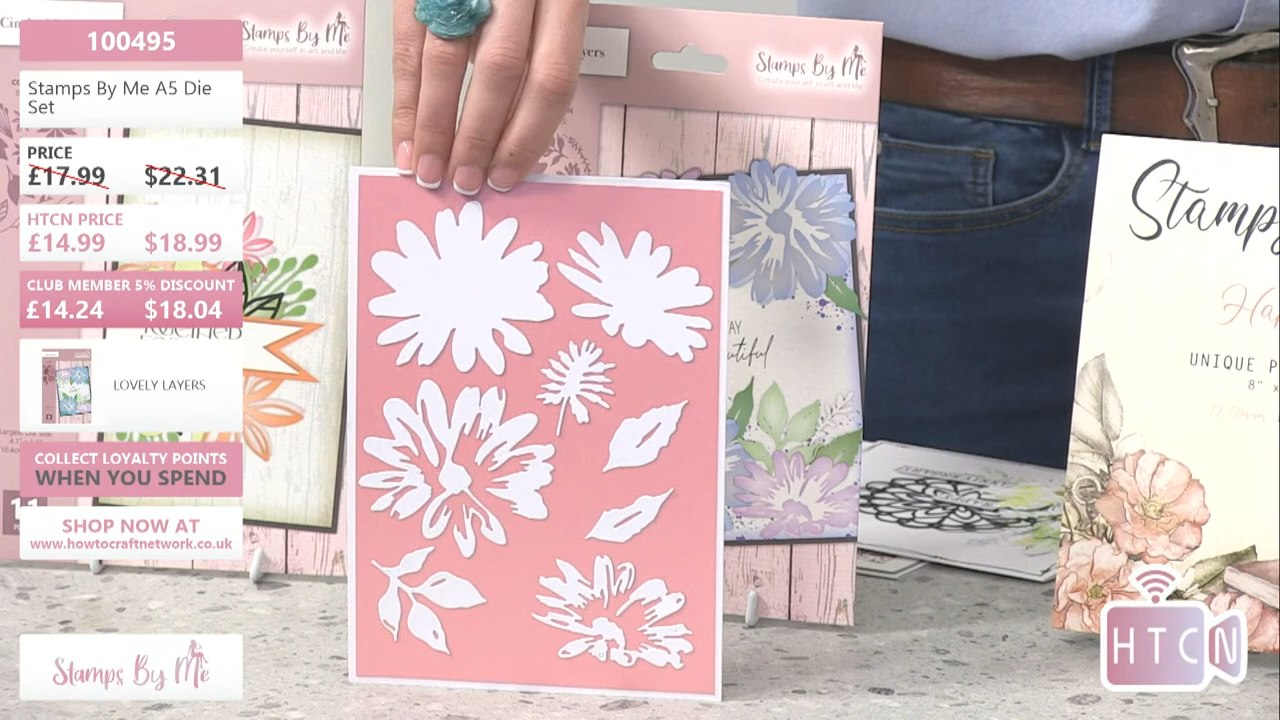 100495
Stamps By Me A5 Die
Set
PRICE
£17.99 $22.31
HTCN PRICE
£14.99 $18.99
CLUB MEMBER 5% DISCOUNT
£14.24 $18.04
LOVELY LAYERS
COLLECT LOYALTY POINTS
WHEN YOU SPEND
SHOP NOW AT
www.howtocraftnetwork.co.uk
Stamps By Me
Stamps By Me
Create yourself in art and life
Stamps By Me
Create yourself in art and life
Stamps
UNIQUE P
8"
HTCN